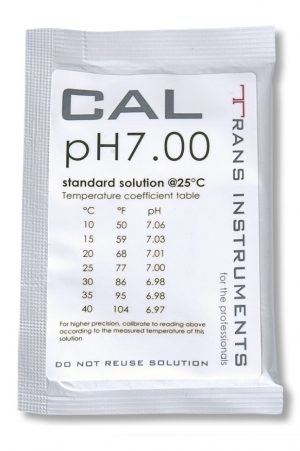 CAL
pH7.00
standard solution @25°C
Temperature coefficient table
°C °F pH
10 50 7.06
15 59 7.03
20 68 7.01
25 77 7.00
30 86 6.98
35 95 6.98
40 104 6.97
For higher precision, calibrate to reading above
according to the measured temperature of this
solution
DO NOT REUSE SOLUTION
TRANS INSTRUMENTS
for the professionals